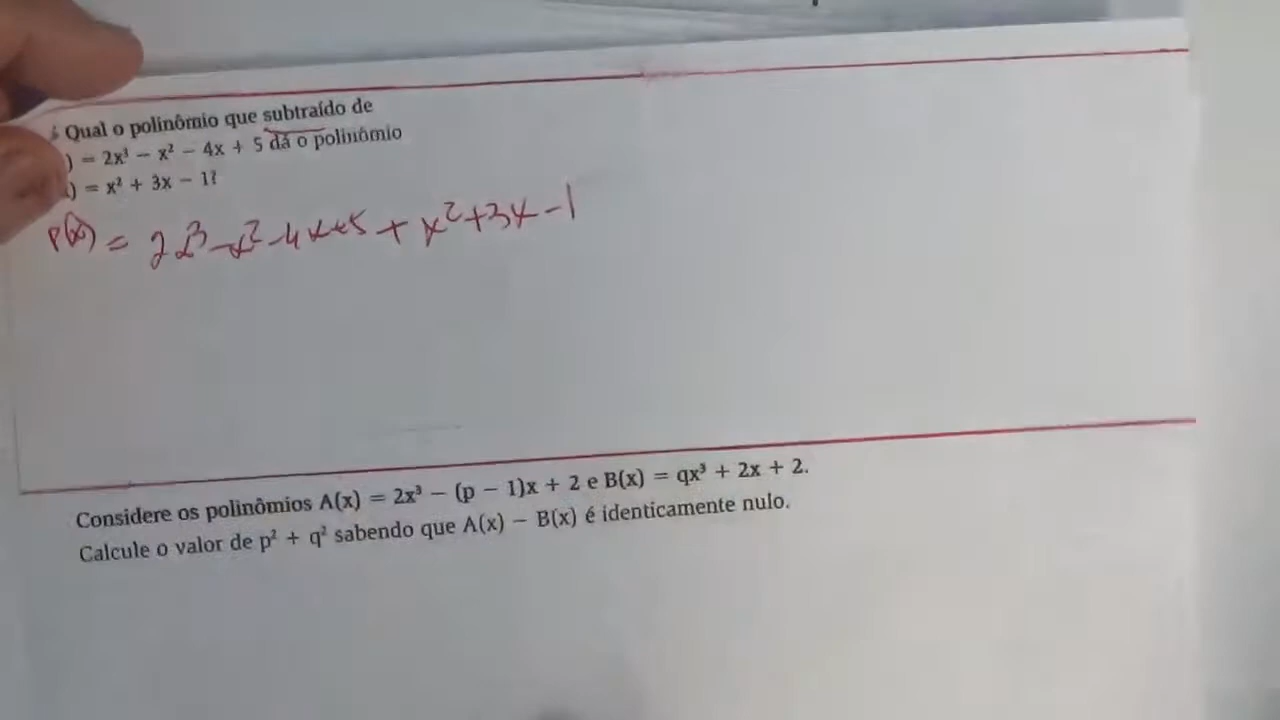 Qual o polinômio que subtraído de
) = 2x³ − x² − 4x + 5 dá o polinômio
) = x² + 3x − 1?
P(x) = 2x³-x²-4x+5 + x²+3x-1
Considere os polinômios A(x) = 2x³ − (p − 1)x + 2 e B(x) = qx³ + 2x + 2.
Calcule o valor de p² + q² sabendo que A(x) − B(x) é identicamente nulo.